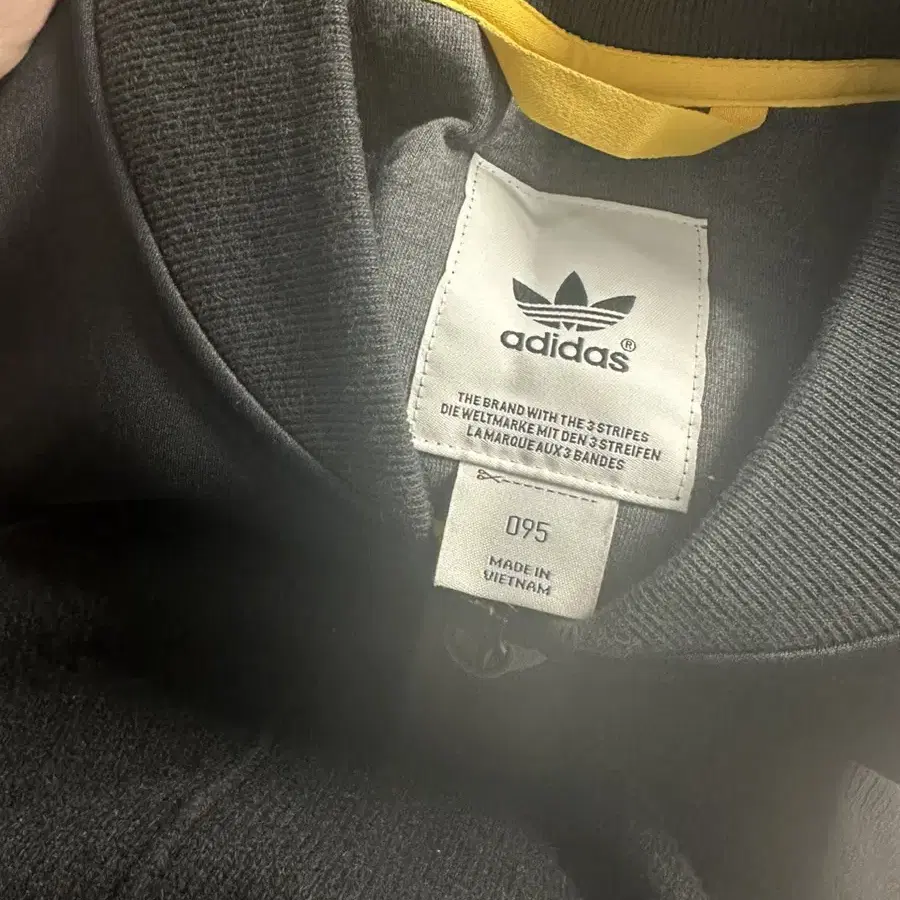 adidas®
THE BRAND WITH THE 3 STRIPES
DIE WELTMARKE MIT DEN 3 STREIFEN
LA MARQUE AUX 3 BANDES
095
MADE IN
VIETNAM